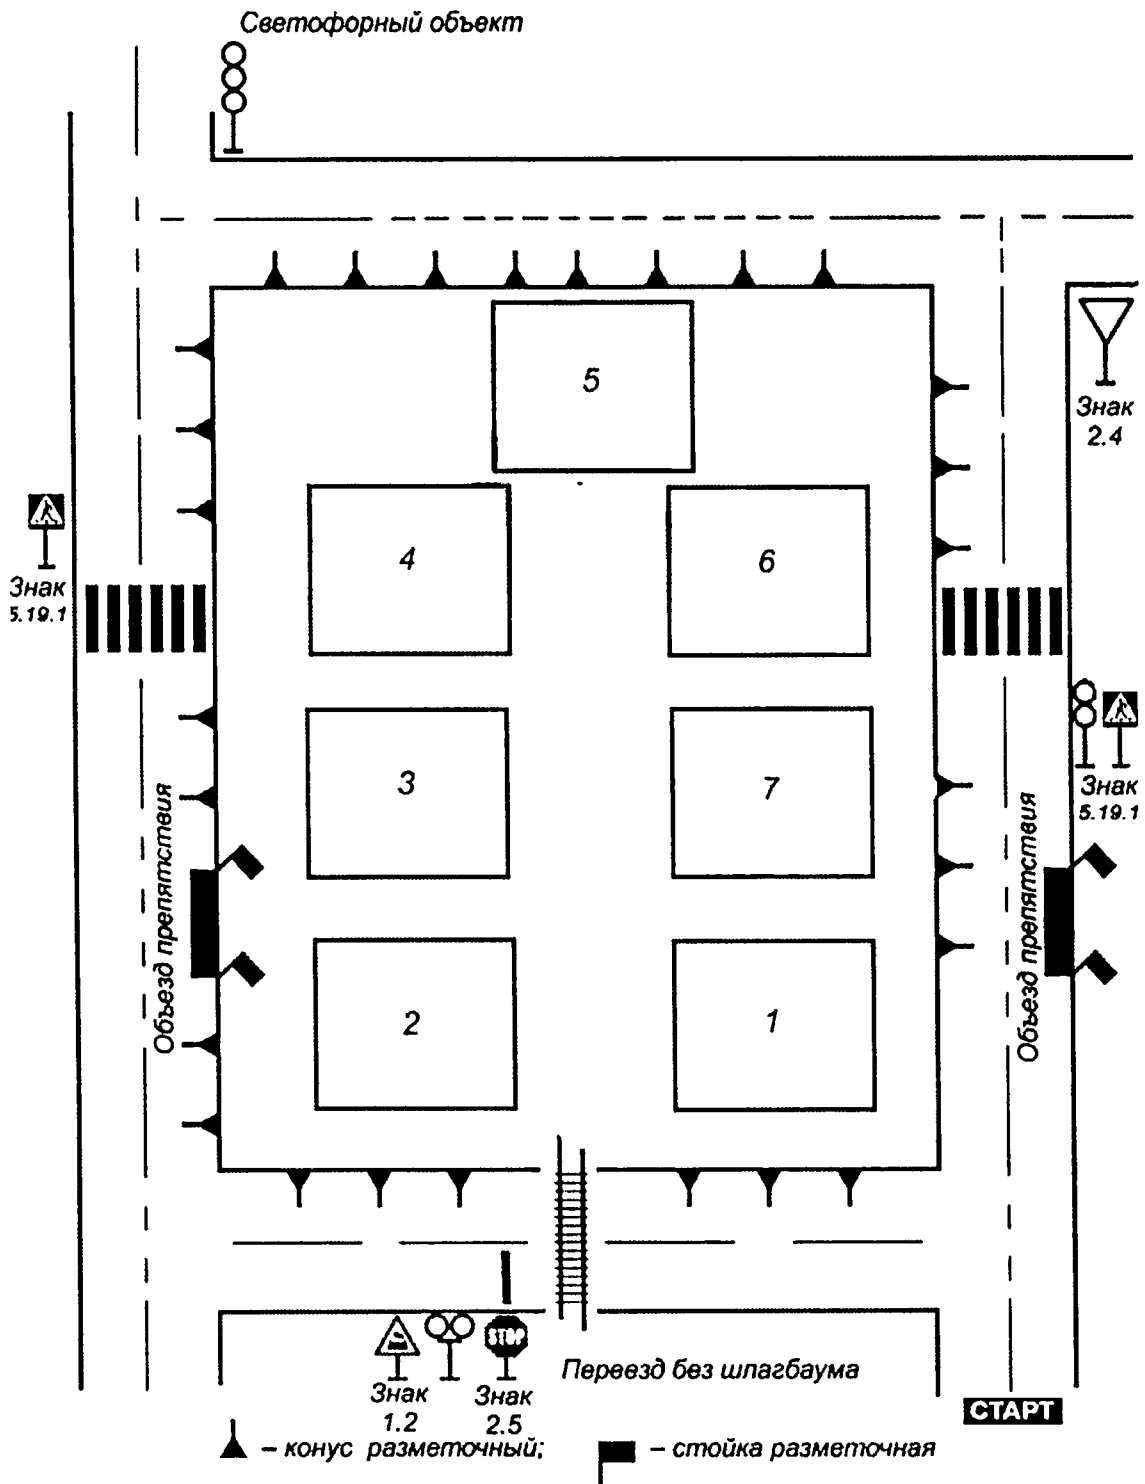 Светофорный объект
5
Знак
2.4
4
6
Знак
5.19.1
3
7
Знак
5.19.1
Объезд препятствия
Объезд препятствия
2
1
STOP
Переезд без шлагбаума
Знак
1.2
Знак
2.5
СТАРТ
– конус разметочный;
– стойка разметочная